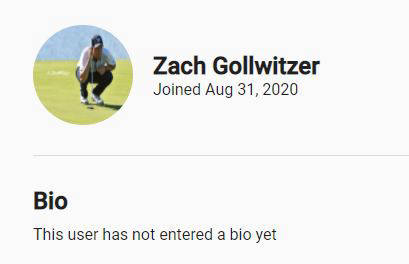 Zach Gollwitzer
Joined Aug 31, 2020
Bio
This user has not entered a bio yet